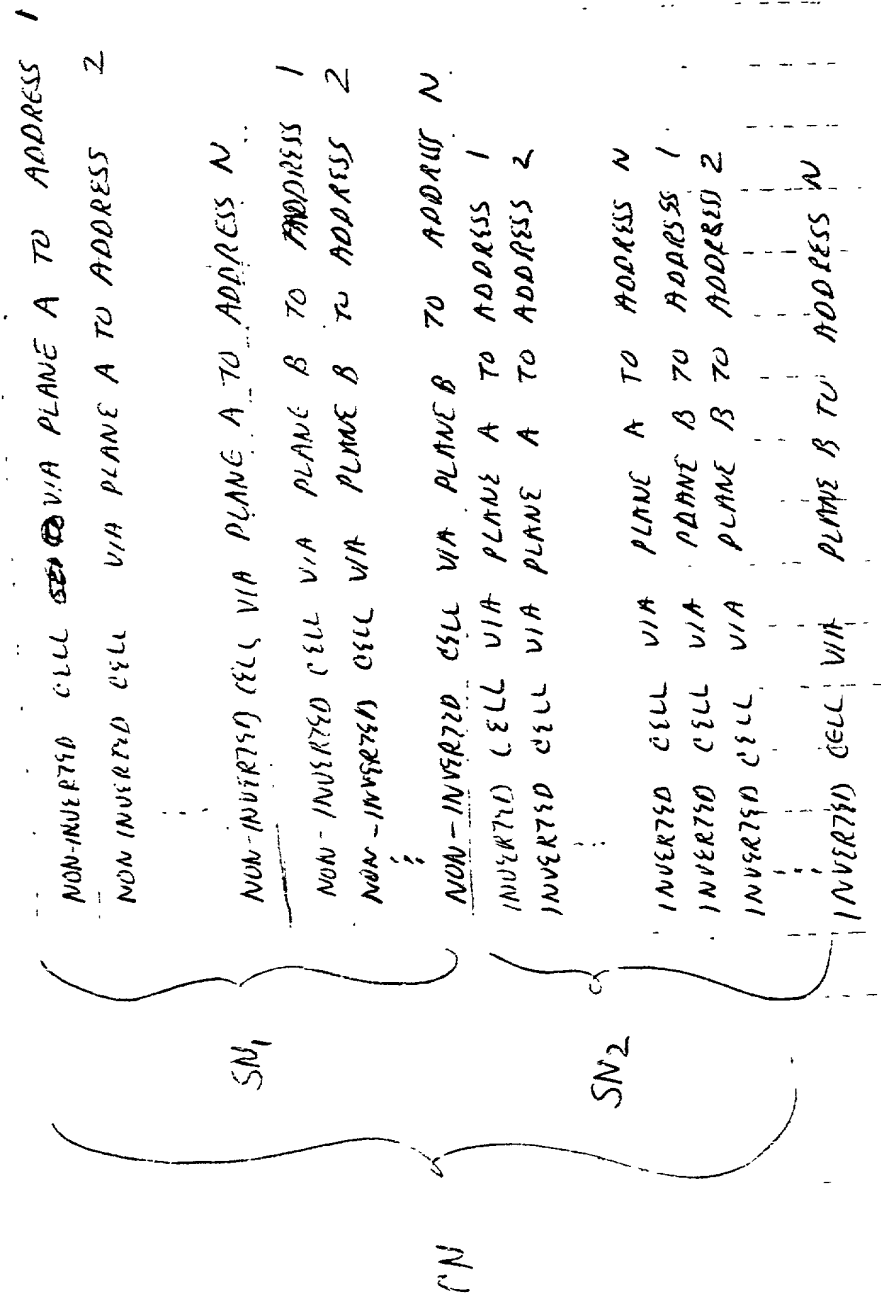 NON-INVERTED CELL VIA PLANE A TO ADDRESS 1
NON INVERTED CELL VIA PLANE A TO ADDRESS 2
:
NON-INVERTED CELL VIA PLANE A TO ADDRESS N
NON-INVERTED CELL VIA PLANE B TO ADDRESS 1
NON-INVERTED CELL VIA PLANE B TO ADDRESS 2
:
NON-INVERTED CELL VIA PLANE B TO ADDRESS N
SN1
INVERTED CELL VIA PLANE A TO ADDRESS 1
INVERTED CELL VIA PLANE A TO ADDRESS 2
:
INVERTED CELL VIA PLANE A TO ADDRESS N
INVERTED CELL VIA PLANE B TO ADDRESS 1
INVERTED CELL VIA PLANE B TO ADDRESS 2
:
INVERTED CELL VIA PLANE B TO ADDRESS N
SN2
CN